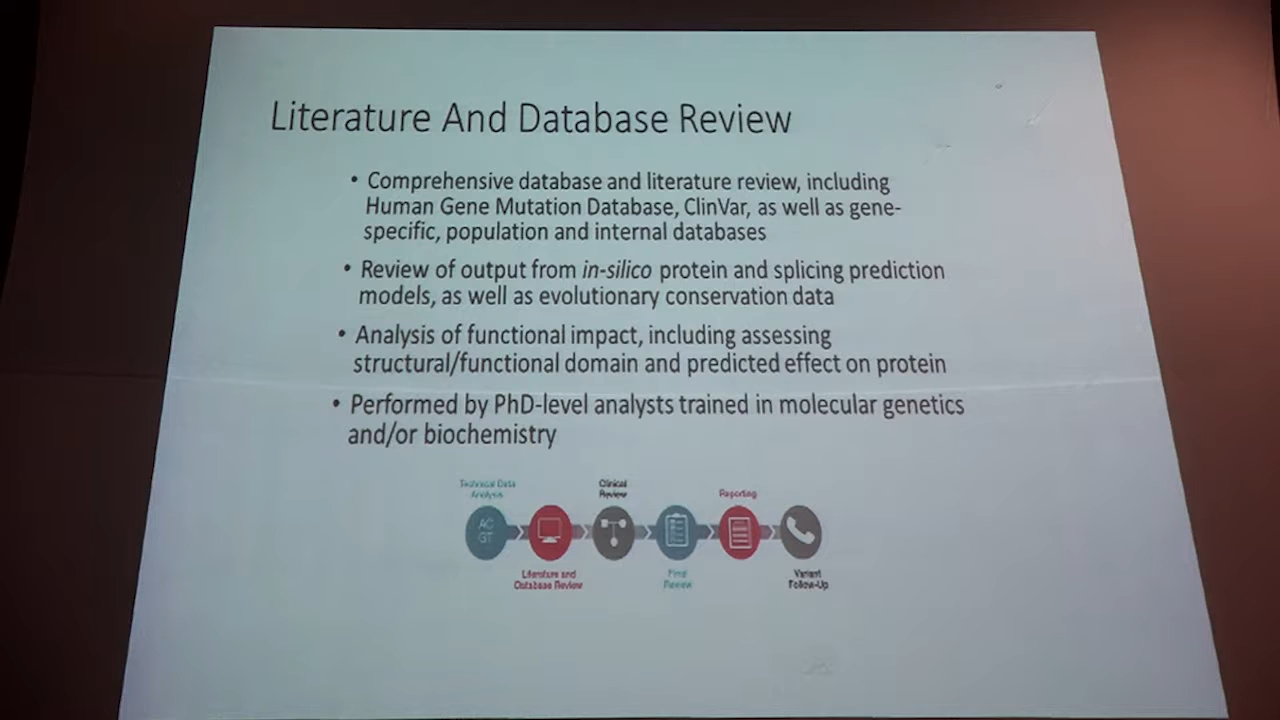 Literature And Database Review
• Comprehensive database and literature review, including
Human Gene Mutation Database, ClinVar, as well as gene-
specific, population and internal databases
• Review of output from in-silico protein and splicing prediction
models, as well as evolutionary conservation data
• Analysis of functional impact, including assessing
structural/functional domain and predicted effect on protein
• Performed by PhD-level analysts trained in molecular genetics
and/or biochemistry
Technical Data
Analysis
Clinical
Review
Reporting
AC
GT
Literature and
Database Review
Final
Review
Variant
Follow-Up